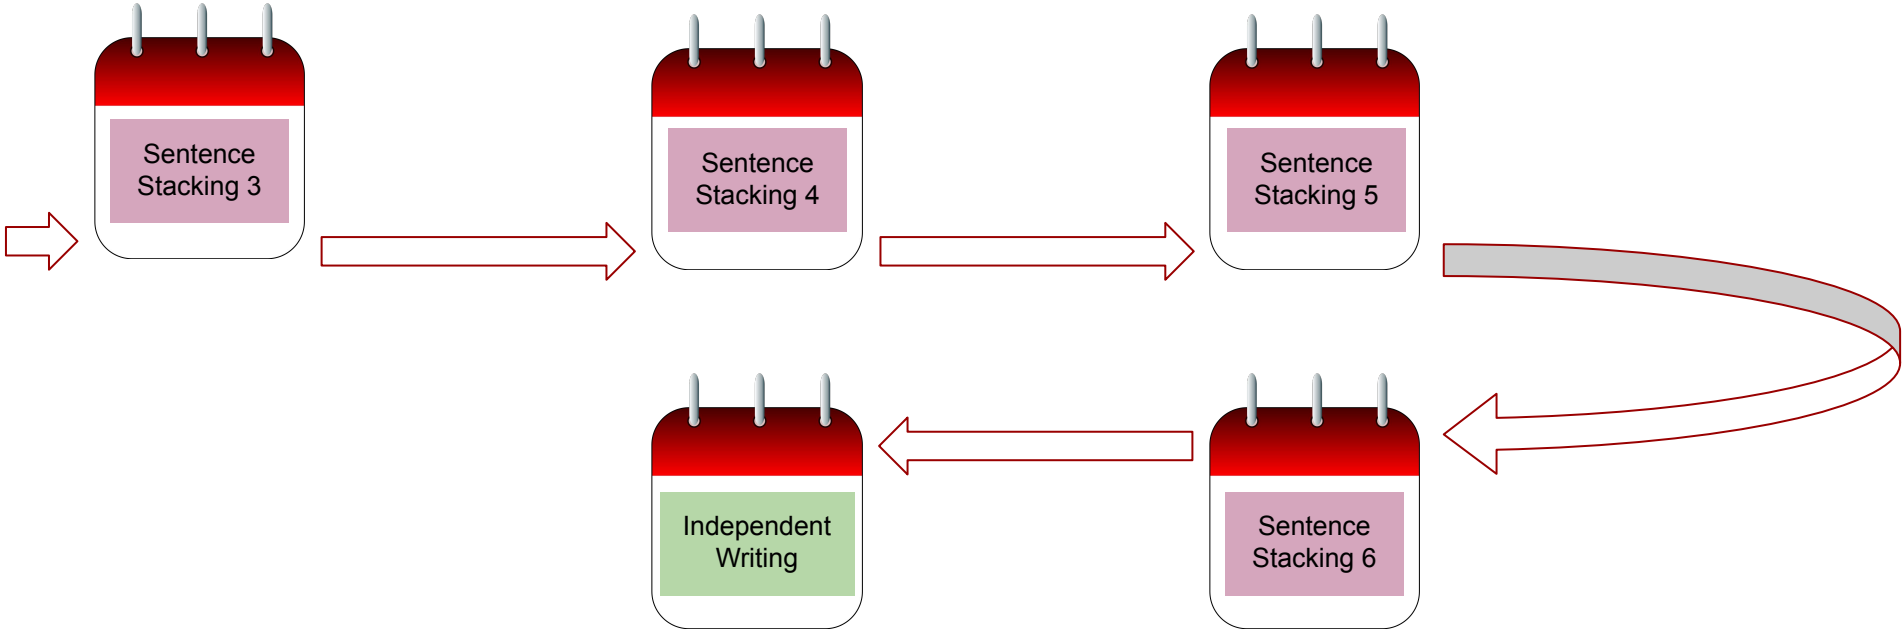 Sentence
Stacking 3
Sentence
Stacking 4
Sentence
Stacking 5
Sentence
Stacking 6
Independent
Writing